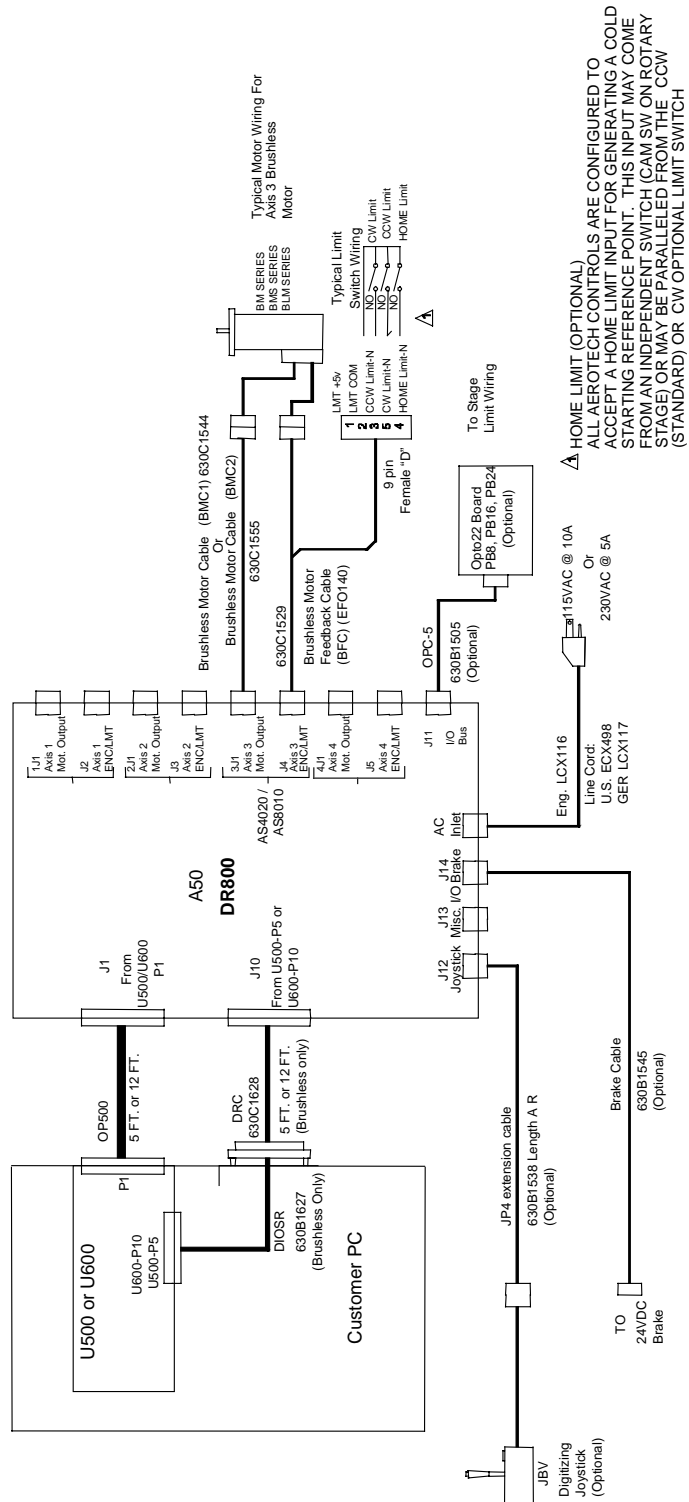 U500 or U600
P1
U600-P10
U500-P5
Customer PC
DIOSR
630B1627
(Brushless Only)
OP500
5 FT. or 12 FT.
DRC
630C1628
5 FT. or 12 FT.
(Brushless only)
J1
From
U500/U600
P1
J10
From U500-P5 or
U600-P10
A50
DR800
AS4020 /
AS8010
1J1
Axis 1
Mot. Output
J2
Axis 1
ENC/LMT
2J1
Axis 2
Mot. Output
J3
Axis 2
ENC/LMT
3J1
Axis 3
Mot. Output
J4
Axis 3
ENC/LMT
4J1
Axis 4
Mot. Output
J5
Axis 4
ENC/LMT
J11
I/O
Bus
J12
Joystick
J13
Misc. I/O
J14
Brake
AC
Inlet
Brushless Motor Cable (BMC1) 630C1544
Or
Brushless Motor Cable (BMC2)
630C1555
630C1529
Brushless Motor
Feedback Cable
(BFC) (EFO140)
BM SERIES
BMS SERIES
BLM SERIES
Typical Motor Wiring For
Axis 3 Brushless
Motor
9 pin
Female “D”
1 LMT +5v
2 LMT COM
3 CCW Limit-N
5 CW Limit-N
4 HOME Limit-N
Typical Limit
Switch Wiring
NO CW Limit
NO CCW Limit
NO HOME Limit
1
OPC-5
630B1505
(Optional)
Opto22 Board
PB8, PB16, PB24
(Optional)
To Stage
Limit Wiring
Eng. LCX116
Line Cord:
U.S. ECX498
GER LCX117
115VAC @ 10A
Or
230VAC @ 5A
JP4 extension cable
630B1538 Length A R
(Optional)
Brake Cable
630B1545
(Optional)
TO
24VDC
Brake
JBV
Digitizing
Joystick
(Optional)
1 HOME LIMIT (OPTIONAL)
ALL AEROTECH CONTROLS ARE CONFIGURED TO
ACCEPT A HOME LIMIT INPUT FOR GENERATING A COLD
STARTING REFERENCE POINT. THIS INPUT MAY COME
FROM AN INDEPENDENT SWITCH (CAM SW ON ROTARY
STAGE) OR MAY BE PARALLELED FROM THE CCW
(STANDARD) OR CW OPTIONAL LIMIT SWITCH